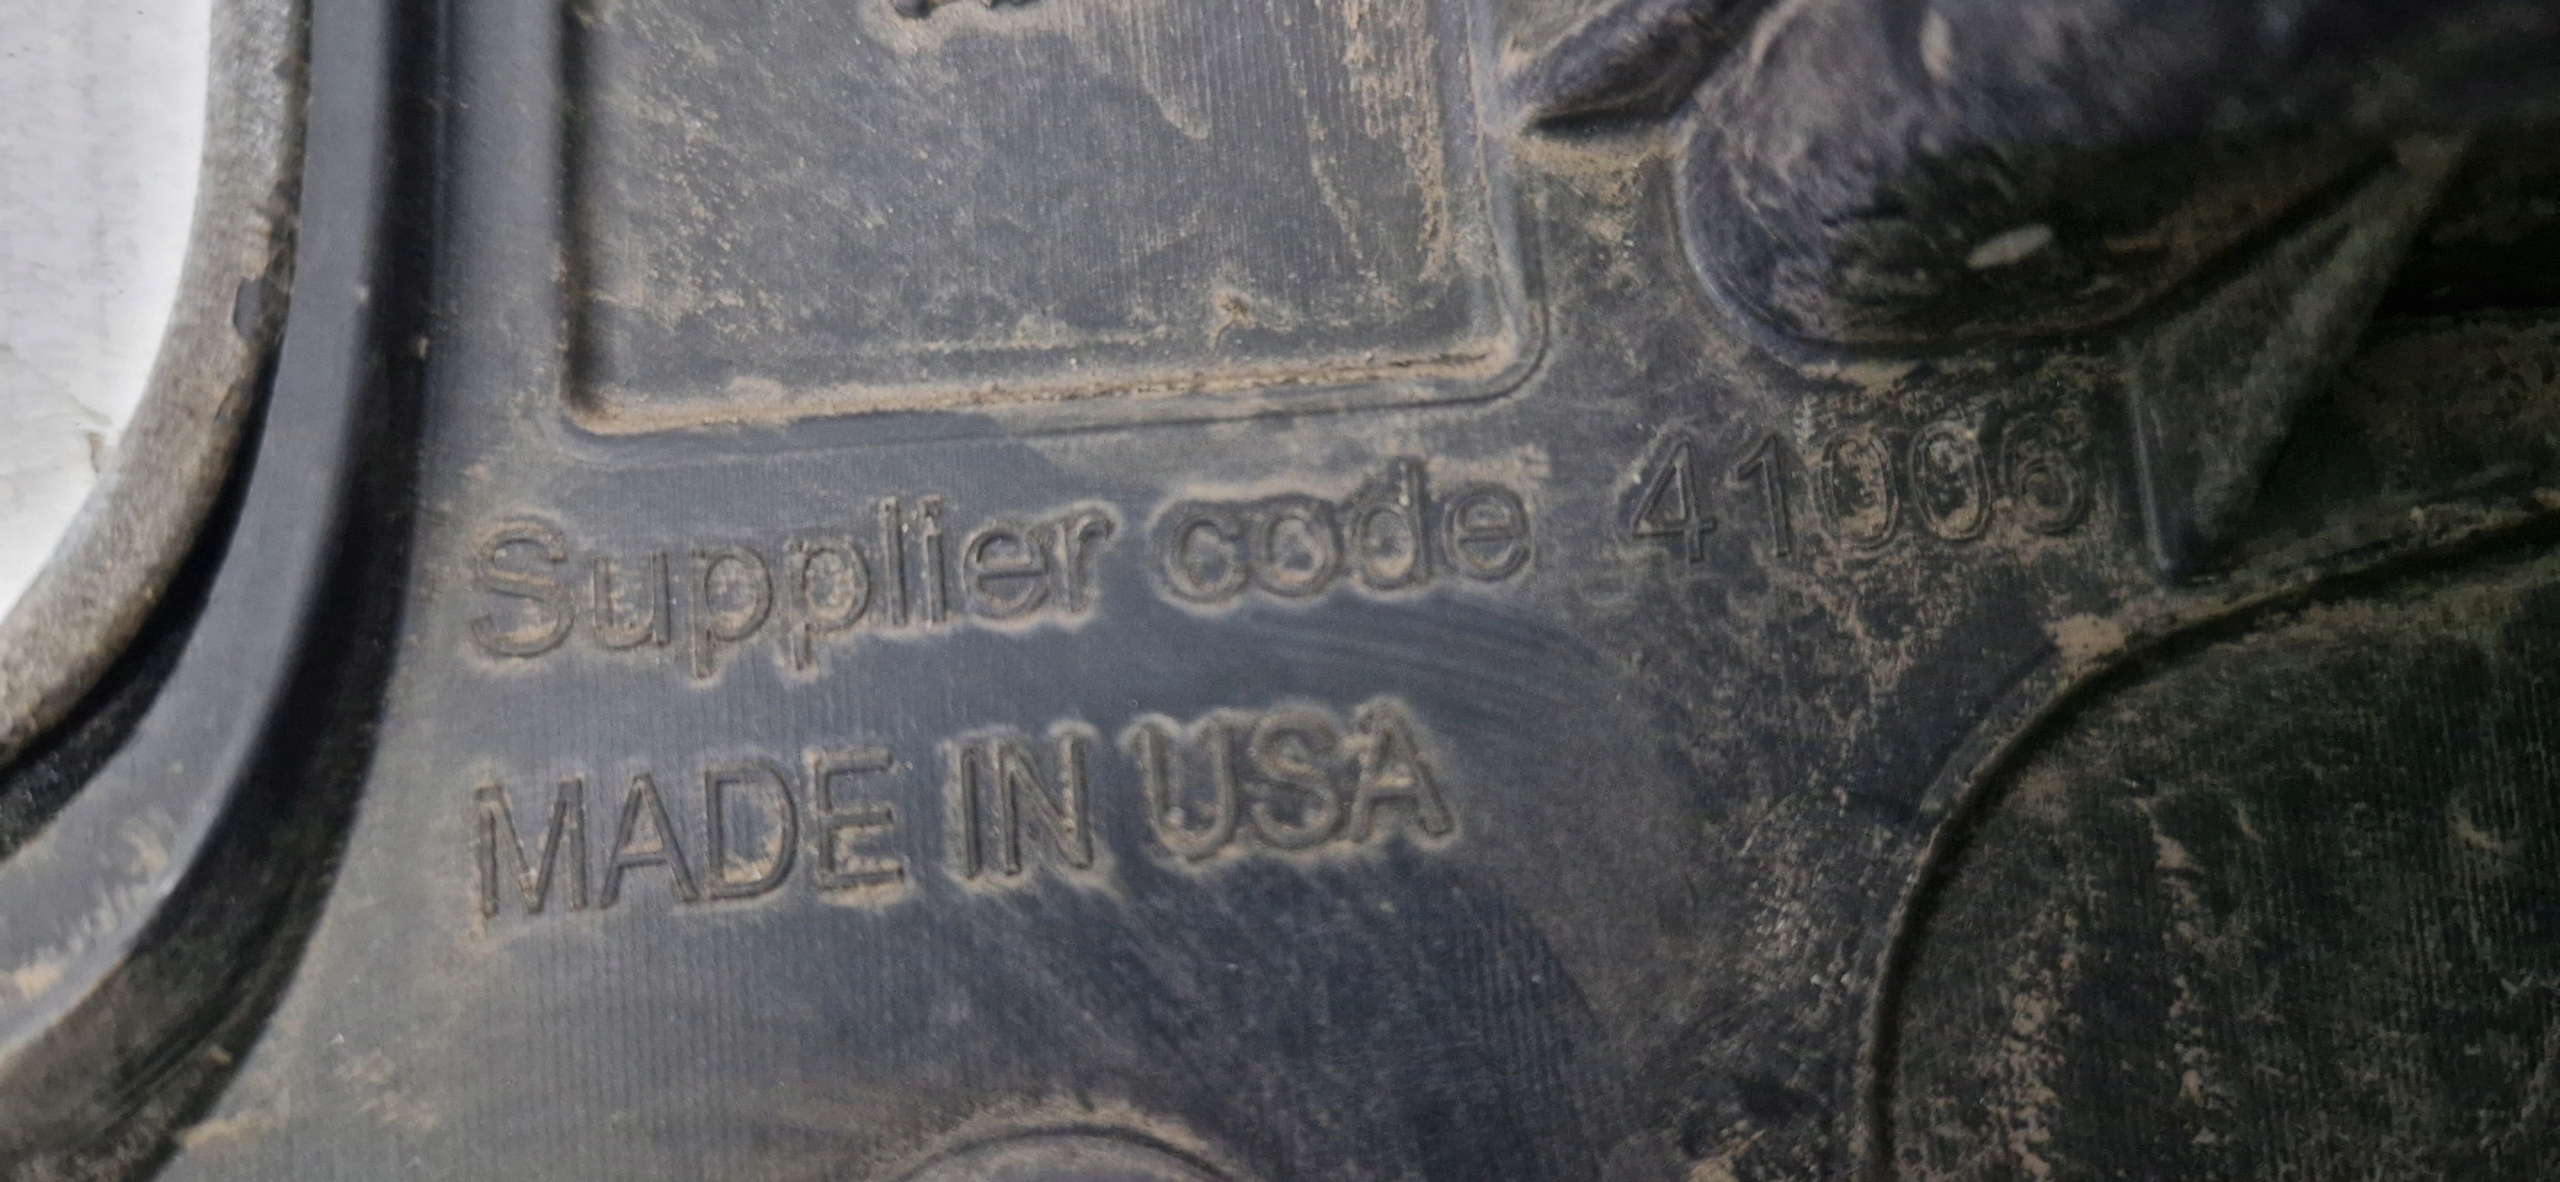 Supplier code 41006
MADE IN USA